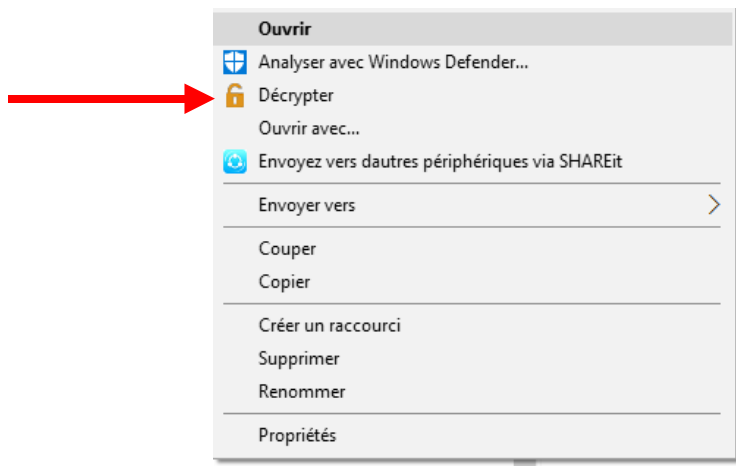 Ouvrir
Analyser avec Windows Defender...
Décrypter
Ouvrir avec...
Envoyez vers dautres périphériques via SHAREit
Envoyer vers
Couper
Copier
Créer un raccourci
Supprimer
Renommer
Propriétés